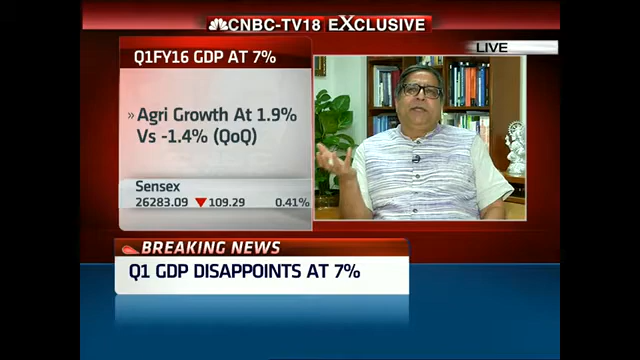 CNBC-TV18 EXCLUSIVE
LIVE
Q1FY16 GDP AT 7%
» Agri Growth At 1.9%
Vs -1.4% (QoQ)
Sensex
26283.09 ▼ 109.29 0.41%
BREAKING NEWS
Q1 GDP DISAPPOINTS AT 7%